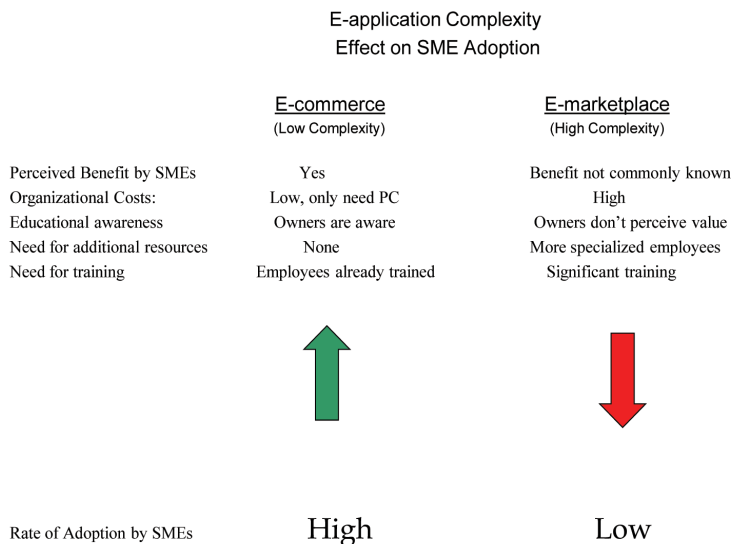 E-application Complexity
Effect on SME Adoption
E-commerce E-marketplace
(Low Complexity) (High Complexity)
Perceived Benefit by SMEs Yes Benefit not commonly known
Organizational Costs: Low, only need PC High
Educational awareness Owners are aware Owners don't perceive value
Need for additional resources None More specialized employees
Need for training Employees already trained Significant training
Rate of Adoption by SMEs High Low